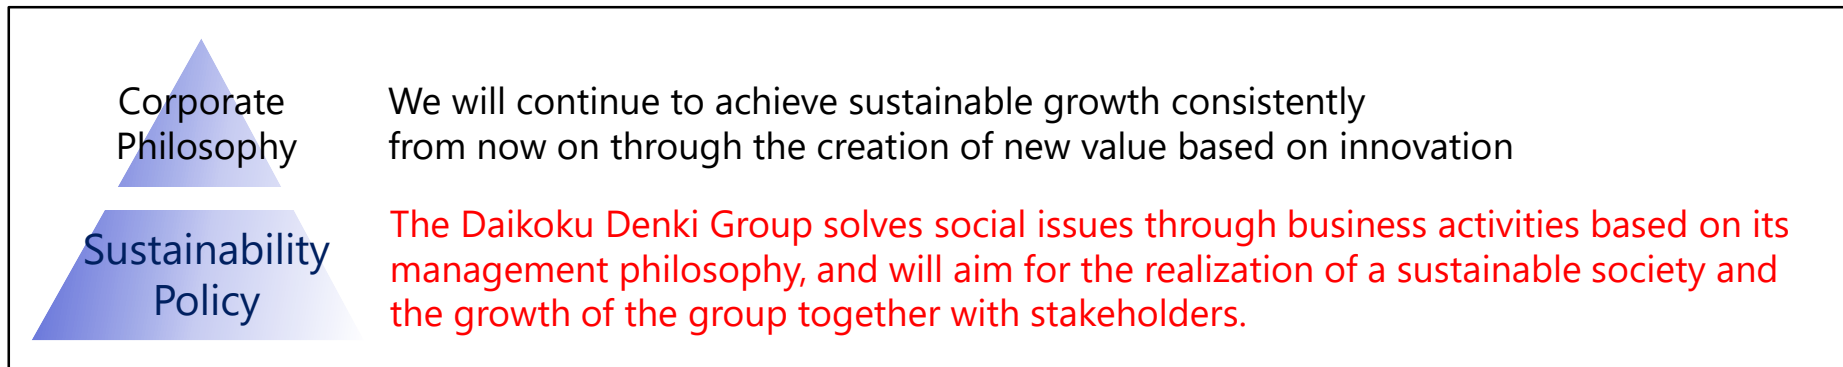 Corporate
Philosophy
We will continue to achieve sustainable growth consistently
from now on through the creation of new value based on innovation
Sustainability
Policy
The Daikoku Denki Group solves social issues through business activities based on its
management philosophy, and will aim for the realization of a sustainable society and
the growth of the group together with stakeholders.